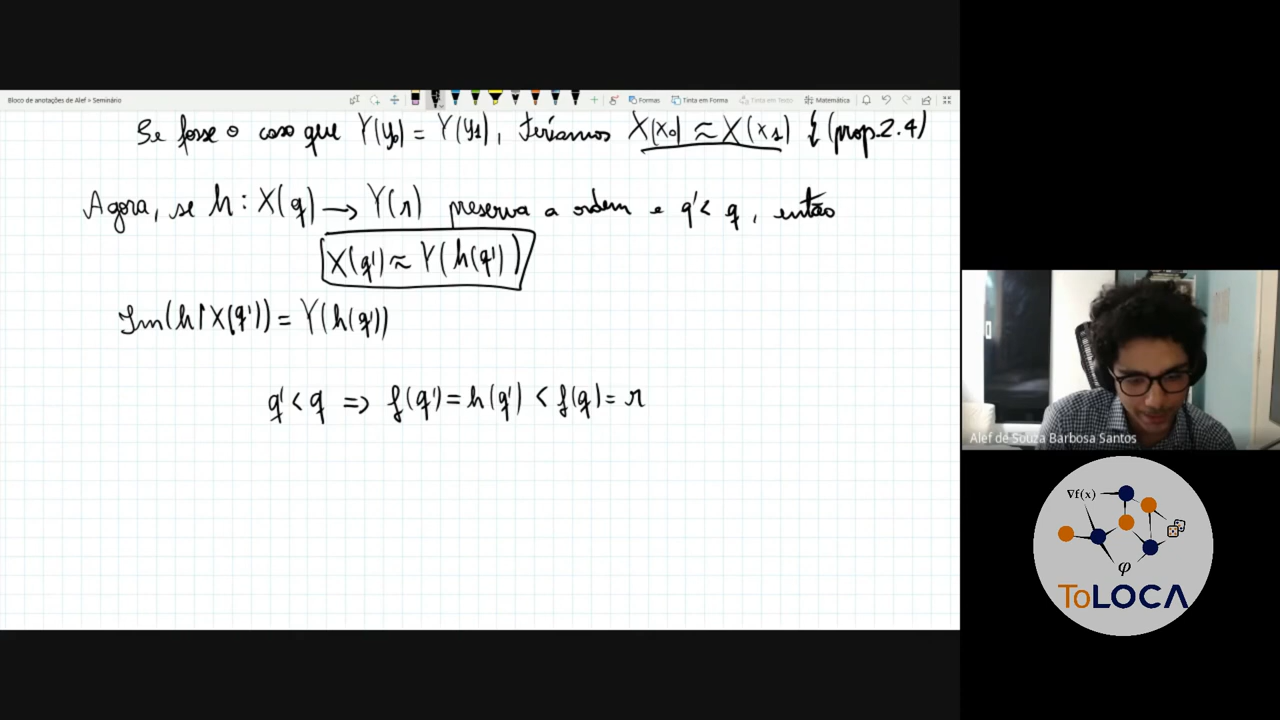 Bloco de anotações de Alef » Seminário
Formas Tinta em Forma Tinta em Texto Matemática
Se fosse o caso que Y(y₀) = Y(y₁), teríamos X(x₀) ≈ X(x₁) ⨏ (prop. 2.4)
Agora, se h : X(q) → Y(r) preserva a ordem e q' < q, então
X(q') ≈ Y(h(q'))
Im(h↾X(q')) = Y(h(q'))
q' < q ⇒ f(q') = h(q') < f(q) = r
Alef de Souza Barbosa Santos
∇f(x)
φ
ToLOCA